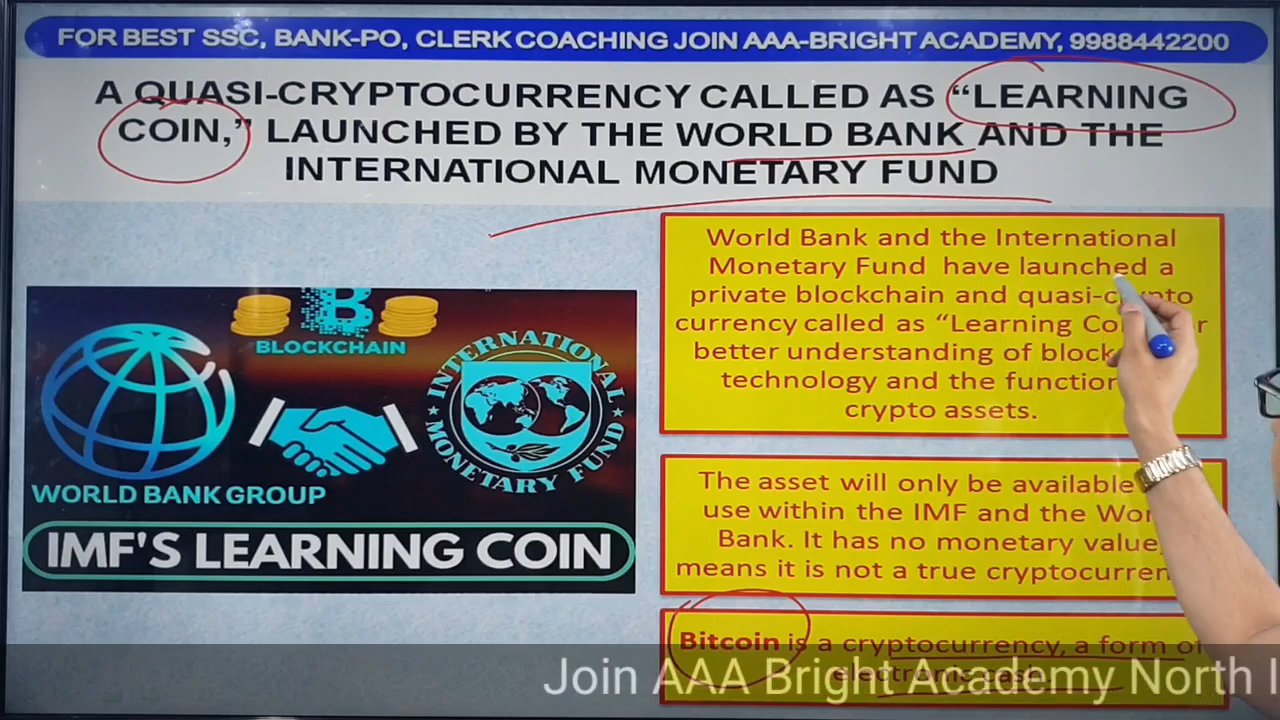 FOR BEST SSC, BANK-PO, CLERK COACHING JOIN AAA-BRIGHT ACADEMY, 9988442200
A QUASI-CRYPTOCURRENCY CALLED AS “LEARNING
COIN,” LAUNCHED BY THE WORLD BANK AND THE
INTERNATIONAL MONETARY FUND
World Bank and the International
Monetary Fund have launched a
private blockchain and quasi-crypto
currency called as “Learning
better understanding of
technology and the
crypto assets.
BLOCKCHAIN
INTERNATIONAL MONETARY FUND
WORLD BANK GROUP
IMF'S LEARNING COIN
The asset will only be available
use within the IMF and the
Bank. It has no monetary value,
means it is not a true
Bitcoin is a cryptocurrency, a form of
electronic cash.
Join AAA Bright Academy North